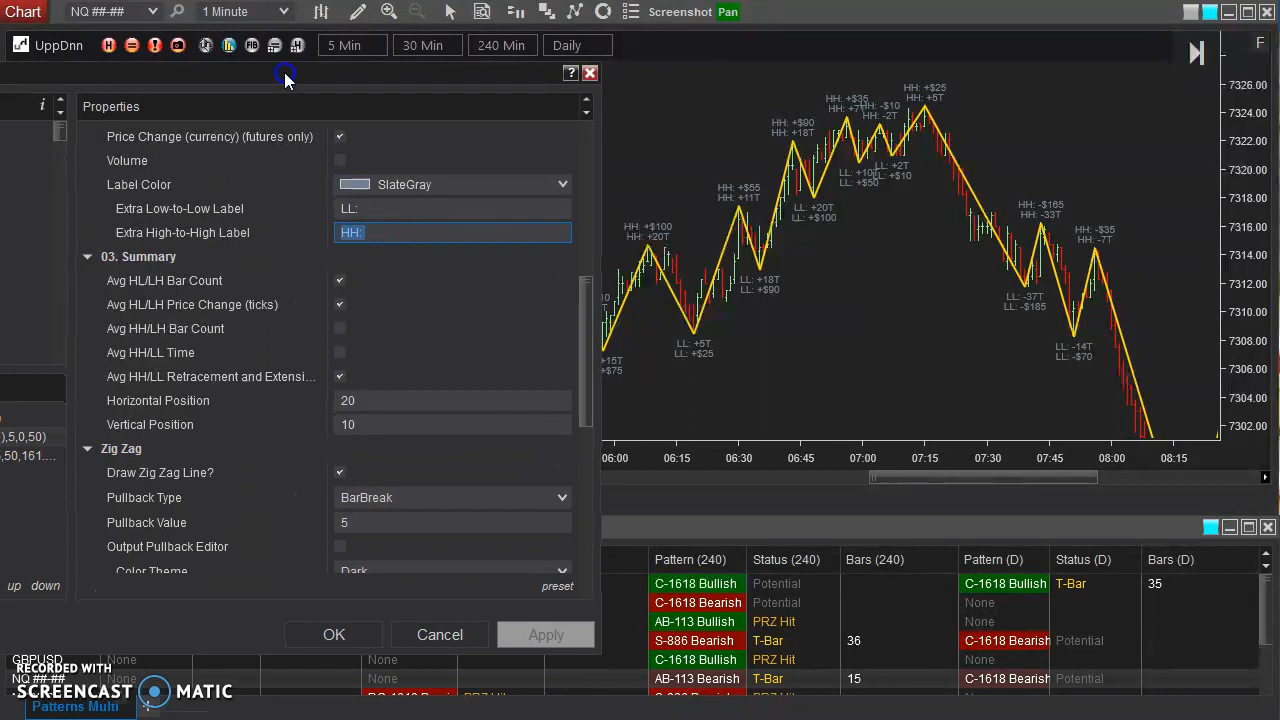 Chart NQ ##-## 1 Minute Screenshot Pan
UppDnn H FIB H 5 Min 30 Min 240 Min Daily F
?
i Properties
Price Change (currency) (futures only)
Volume
Label Color SlateGray
Extra Low-to-Low Label LL:
Extra High-to-High Label HH:
03. Summary
Avg HL/LH Bar Count
Avg HL/LH Price Change (ticks)
Avg HH/LH Bar Count
Avg HH/LL Time
Avg HH/LL Retracement and Extensi...
Horizontal Position 20
Vertical Position 10
Zig Zag
Draw Zig Zag Line?
Pullback Type BarBreak
Pullback Value 5
Output Pullback Editor
Color Theme Dark
),5,0,50)
,50,161....
up down
preset
OK Cancel Apply
+15T
+$75
HH: +$100
HH: +20T
LL: +5T
LL: +$25
HH: +$55
HH: +11T
LL: +18T
LL: +$90
HH: +$90
HH: +18T
LL: +20T
LL: +$100
HH: +$35
HH: -$10
HH: -2T
LL: +$50
LL: +2T
LL: +$10
HH: +$25
HH: +5T
LL: -37T
LL: -$185
HH: -$165
HH: -33T
LL: -14T
LL: -$70
HH: -$35
HH: -7T
7326.00
7324.00
7322.00
7320.00
7318.00
7316.00
7314.00
7312.00
7310.00
7308.00
7306.00
7304.00
7302.00
06:00 06:15 06:30 06:45 07:00 07:15 07:30 07:45 08:00 08:15
Pattern (240) Status (240) Bars (240) Pattern (D) Status (D) Bars (D)
C-1618 Bullish Potential C-1618 Bullish T-Bar 35
C-1618 Bearish Potential None
AB-113 Bullish PRZ Hit None
S-886 Bearish T-Bar 36 C-1618 Bearish Potential
C-1618 Bullish PRZ Hit None
GBPUSD None None
NQ ##-## None None AB-113 Bearish T-Bar 15 C-1618 Bearish Potential
RECORDED WITH
SCREENCAST MATIC
Patterns Multi +